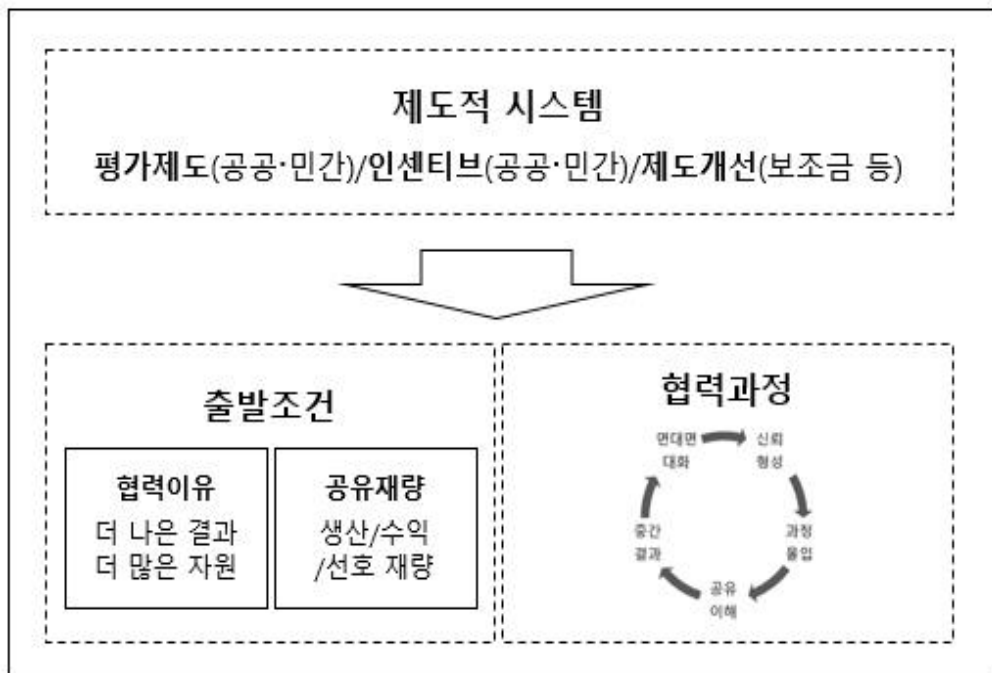 제도적 시스템
평가제도(공공·민간)/인센티브(공공·민간)/제도개선(보조금 등)
출발조건
협력이유
더 나은 결과
더 많은 자원
공유재량
생산/수익
/선호 재량
협력과정
면대면
대화
신뢰
형성
과정
몰입
공유
이해
중간
결과